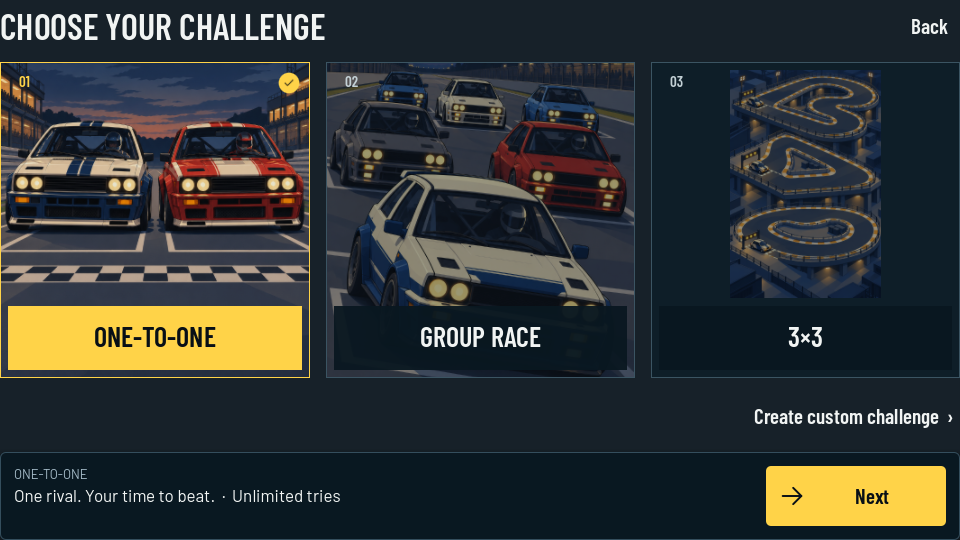 CHOOSE YOUR CHALLENGE
Back
01
02
03
ONE-TO-ONE
GROUP RACE
3×3
Create custom challenge ›
ONE-TO-ONE
One rival. Your time to beat. · Unlimited tries
Next